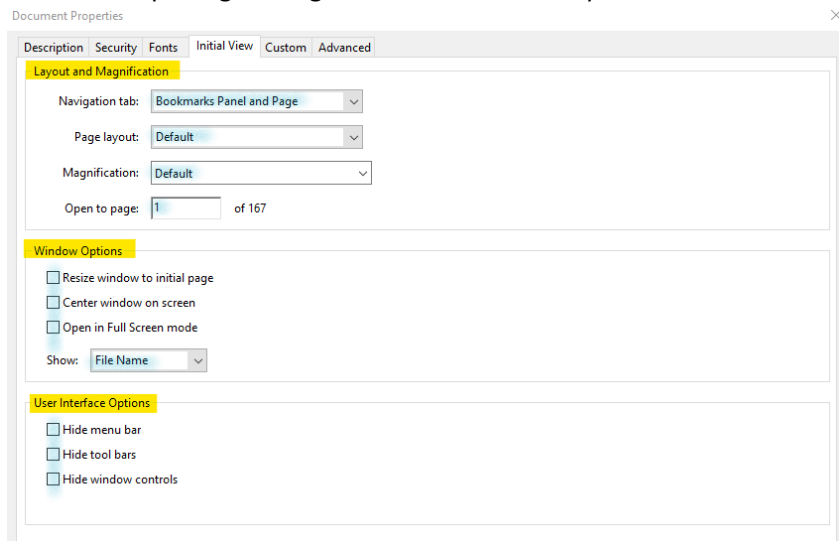 Document Properties
Description Security Fonts Initial View Custom Advanced
Layout and Magnification
Navigation tab: Bookmarks Panel and Page
Page layout: Default
Magnification: Default
Open to page: 1 of 167
Window Options
Resize window to initial page
Center window on screen
Open in Full Screen mode
Show: File Name
User Interface Options
Hide menu bar
Hide tool bars
Hide window controls